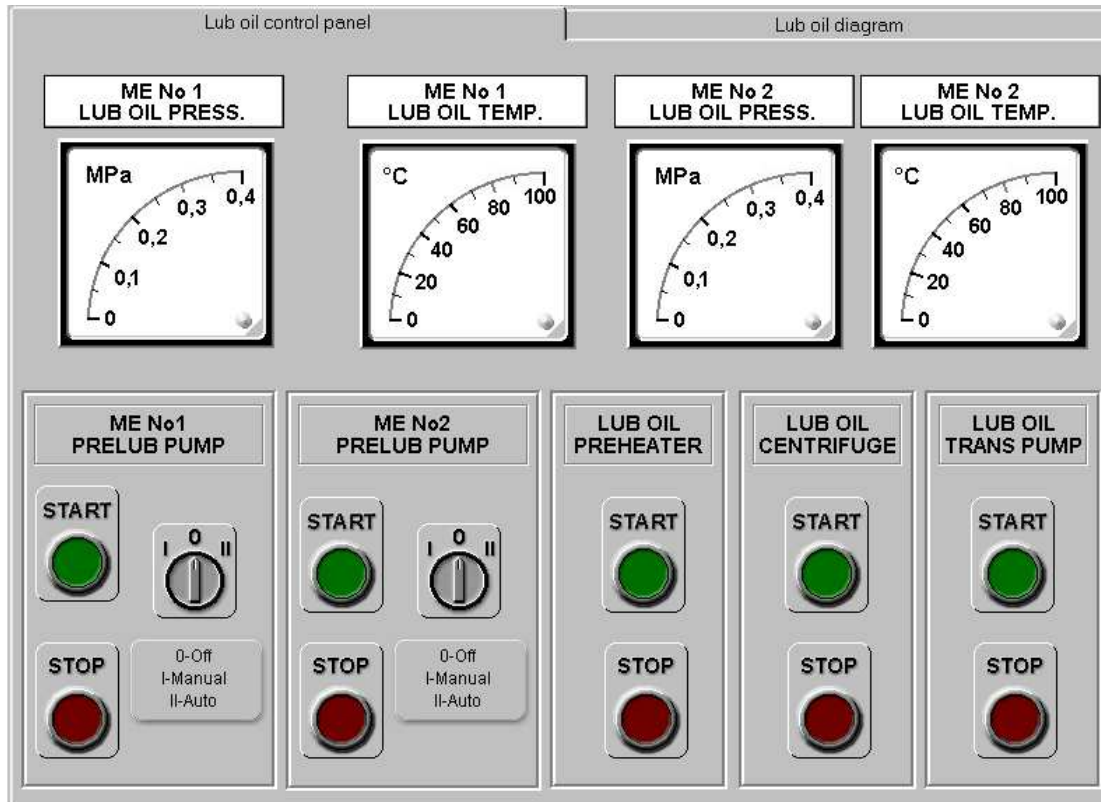 Lub oil control panel
Lub oil diagram
ME No 1
LUB OIL PRESS.
ME No 1
LUB OIL TEMP.
ME No 2
LUB OIL PRESS.
ME No 2
LUB OIL TEMP.
MPa
0,4
0,3
0,2
0,1
0
°C
100
80
60
40
20
0
MPa
0,4
0,3
0,2
0,1
0
°C
100
80
60
40
20
0
ME No1
PRELUB PUMP
START
I 0 II
STOP
0-Off
I-Manual
II-Auto
ME No2
PRELUB PUMP
START
I 0 II
STOP
0-Off
I-Manual
II-Auto
LUB OIL
PREHEATER
START
STOP
LUB OIL
CENTRIFUGE
START
STOP
LUB OIL
TRANS PUMP
START
STOP